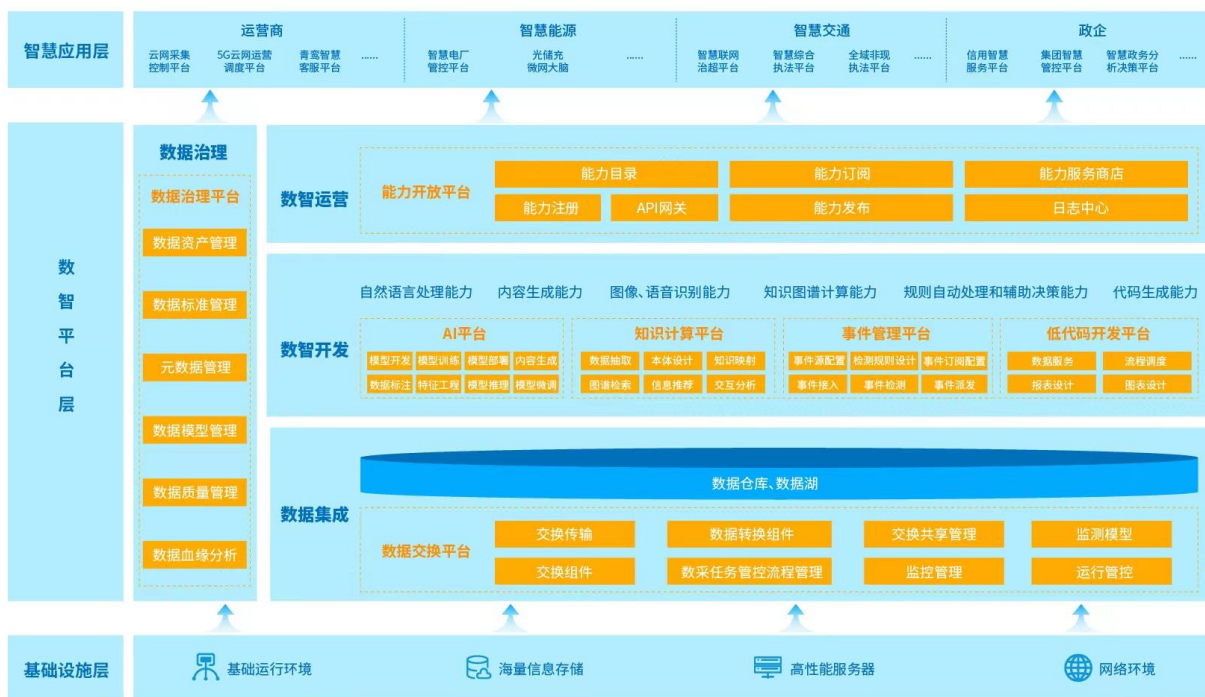 智慧应用层
运营商
云网采集
控制平台
5G云网运营
调度平台
青鸾智慧
客服平台
……
智慧能源
智慧电厂
管控平台
光储充
微网大脑
……
智慧交通
智慧联网
治超平台
智慧综合
执法平台
全域非现
执法平台
……
政企
信用智慧
服务平台
集团智慧
管控平台
智慧政务分
析决策平台
……
数
智
平
台
层
数据治理
数据治理平台
数据资产管理
数据标准管理
元数据管理
数据模型管理
数据质量管理
数据血缘分析
数智运营
能力开放平台
能力目录
能力订阅
能力服务商店
能力注册
API网关
能力发布
日志中心
数智开发
自然语言处理能力
内容生成能力
图像、语音识别能力
知识图谱计算能力
规则自动处理和辅助决策能力
代码生成能力
AI平台
模型开发
模型训练
模型部署
内容生成
数据标注
特征工程
模型推理
模型微调
知识计算平台
数据抽取
本体设计
知识映射
图谱检索
信息推荐
交互分析
事件管理平台
事件源配置
检测规则设计
事件订阅配置
事件接入
事件检测
事件派发
低代码开发平台
数据服务
流程调度
报表设计
图表设计
数据集成
数据仓库、数据湖
数据交换平台
交换传输
数据转换组件
交换共享管理
监测模型
交换组件
数采任务管控流程管理
监控管理
运行管控
基础设施层
基础运行环境
海量信息存储
高性能服务器
网络环境